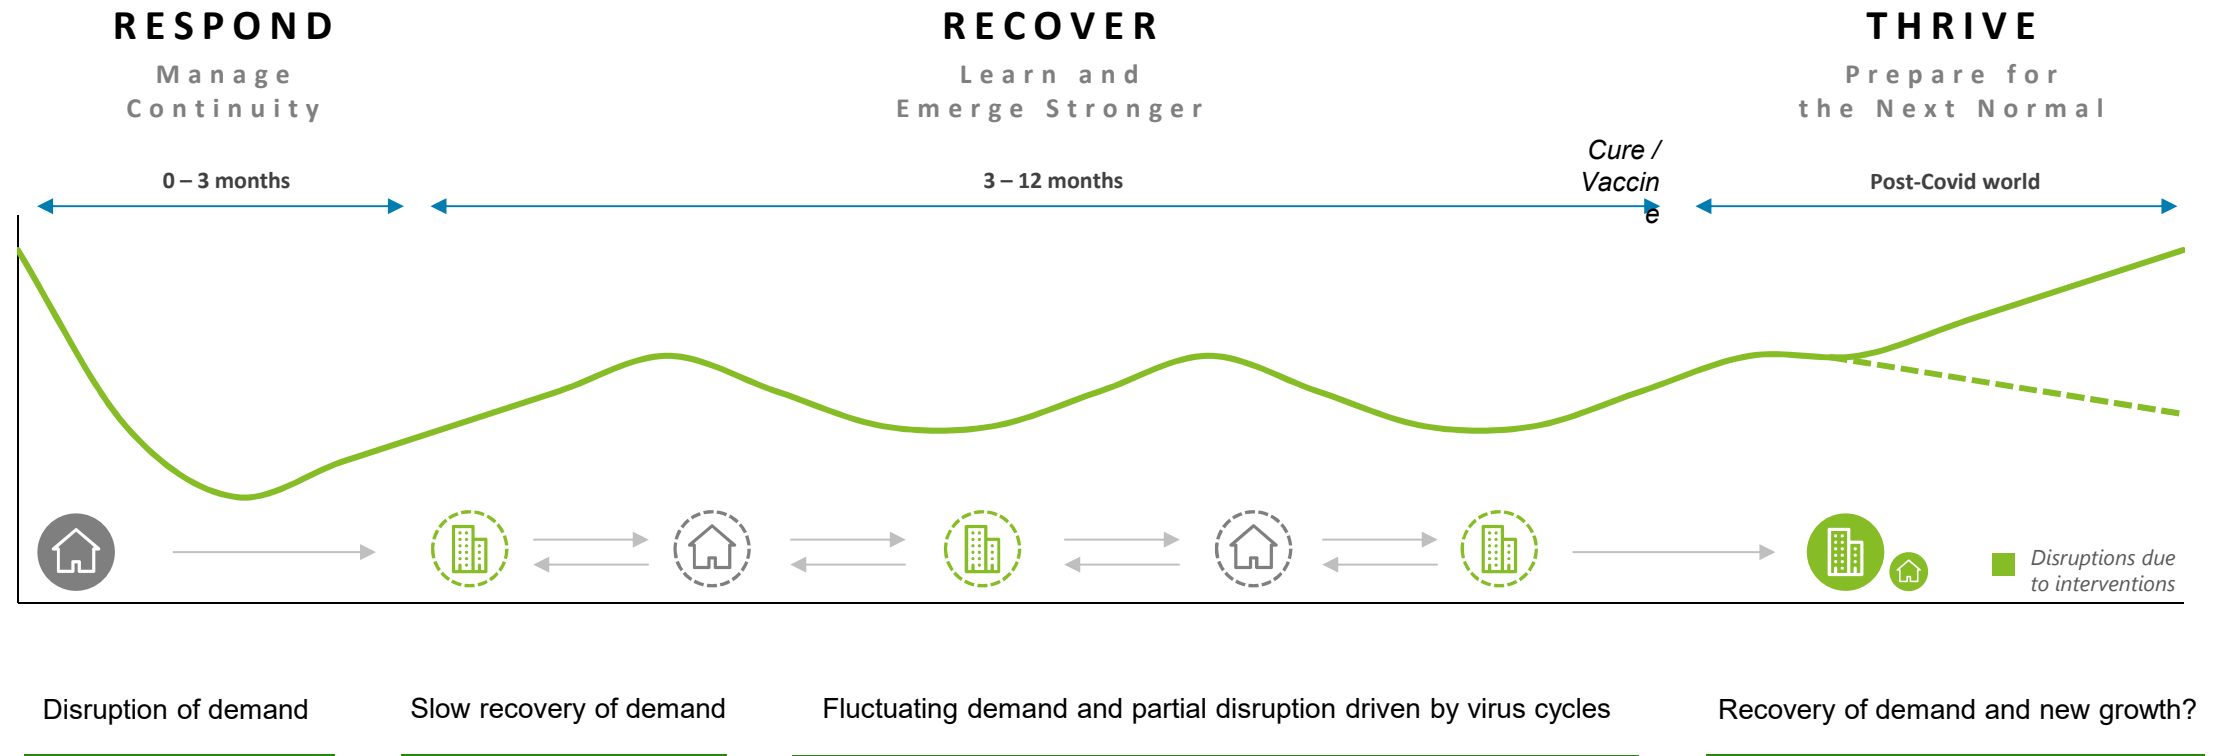 RESPOND
Manage
Continuity
RECOVER
Learn and
Emerge Stronger
THRIVE
Prepare for
the Next Normal
0 – 3 months
3 – 12 months
Cure /
Vaccin
e
Post-Covid world
Disruptions due
to interventions
Disruption of demand
Slow recovery of demand
Fluctuating demand and partial disruption driven by virus cycles
Recovery of demand and new growth?